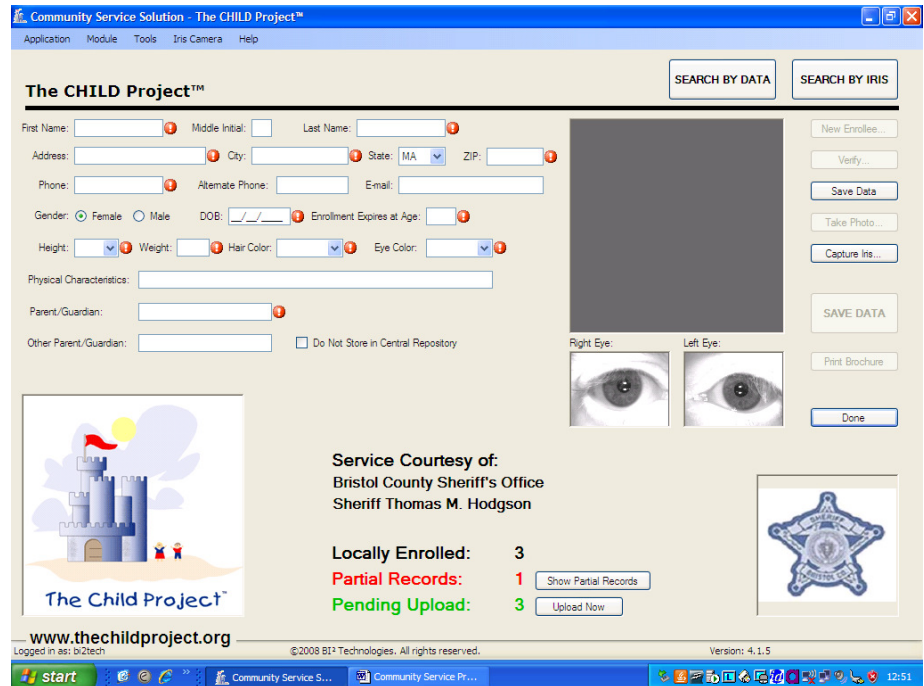 Community Service Solution - The CHILD Project™
Application Module Tools Iris Camera Help
The CHILD Project™
SEARCH BY DATA SEARCH BY IRIS
First Name: Middle Initial: Last Name:
New Enrollee...
Address: City: State: MA ZIP:
Verify...
Phone: Alternate Phone: E-mail:
Save Data
Gender: Female Male DOB: __/__/____ Enrollment Expires at Age:
Take Photo...
Height: Weight: Hair Color: Eye Color:
Capture Iris...
Physical Characteristics:
Parent/Guardian:
SAVE DATA
Other Parent/Guardian: Do Not Store in Central Repository
Right Eye: Left Eye:
Print Brochure
Done
Service Courtesy of:
Bristol County Sheriff's Office
Sheriff Thomas M. Hodgson
SHERIFF
BRISTOL CO.
Locally Enrolled: 3
Partial Records: 1 Show Partial Records
Pending Upload: 3 Upload Now
The Child Project™
www.thechildproject.org
Logged in as: bi2tech ©2008 BI² Technologies. All rights reserved. Version: 4.1.5
start Community Service S... Community Service Pr... 12:51